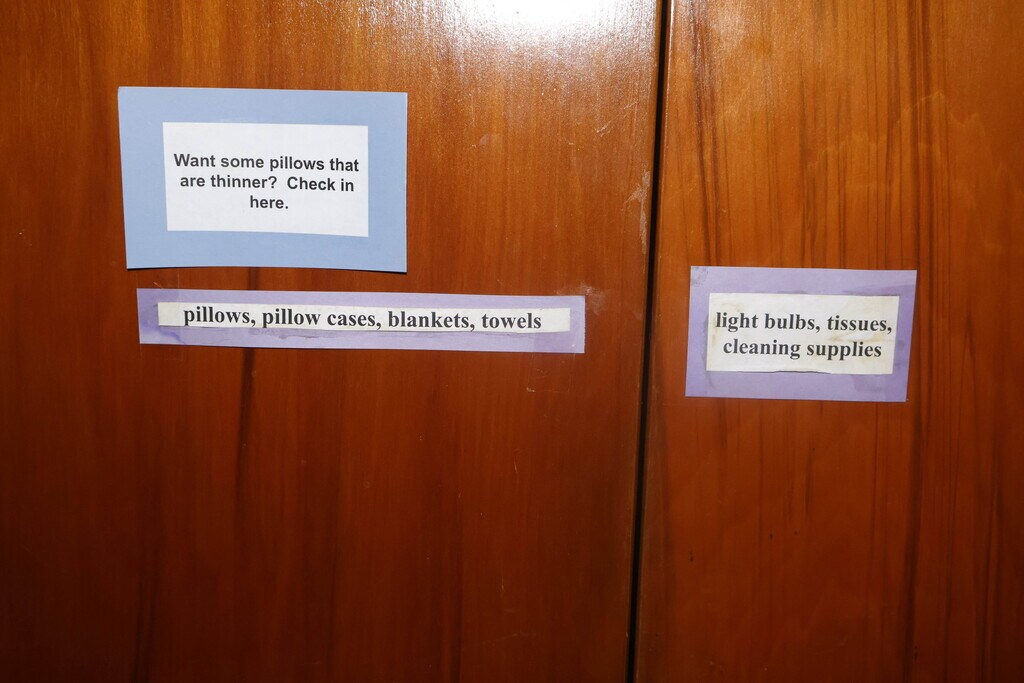 Want some pillows that
are thinner? Check in
here.
pillows, pillow cases, blankets, towels
light bulbs, tissues,
cleaning supplies